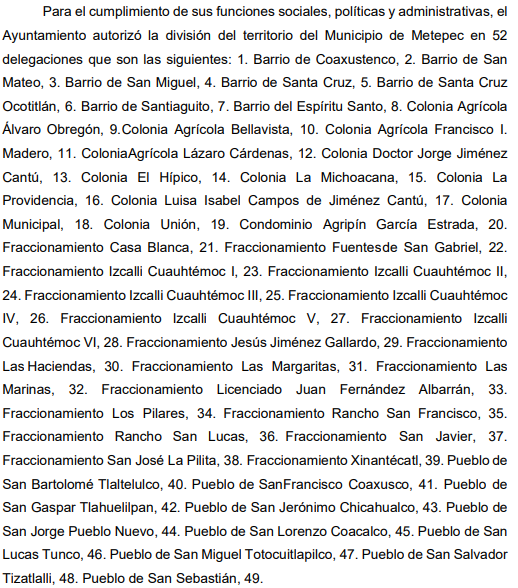 Para el cumplimiento de sus funciones sociales, políticas y administrativas, el
Ayuntamiento autorizó la división del territorio del Municipio de Metepec en 52
delegaciones que son las siguientes: 1. Barrio de Coaxustenco, 2. Barrio de San
Mateo, 3. Barrio de San Miguel, 4. Barrio de Santa Cruz, 5. Barrio de Santa Cruz
Ocotitlán, 6. Barrio de Santiaguito, 7. Barrio del Espíritu Santo, 8. Colonia Agrícola
Álvaro Obregón, 9.Colonia Agrícola Bellavista, 10. Colonia Agrícola Francisco I.
Madero, 11. ColoniaAgrícola Lázaro Cárdenas, 12. Colonia Doctor Jorge Jiménez
Cantú, 13. Colonia El Hípico, 14. Colonia La Michoacana, 15. Colonia La
Providencia, 16. Colonia Luisa Isabel Campos de Jiménez Cantú, 17. Colonia
Municipal, 18. Colonia Unión, 19. Condominio Agripín García Estrada, 20.
Fraccionamiento Casa Blanca, 21. Fraccionamiento Fuentesde San Gabriel, 22.
Fraccionamiento Izcalli Cuauhtémoc I, 23. Fraccionamiento Izcalli Cuauhtémoc II,
24. Fraccionamiento Izcalli Cuauhtémoc III, 25. Fraccionamiento Izcalli Cuauhtémoc
IV, 26. Fraccionamiento Izcalli Cuauhtémoc V, 27. Fraccionamiento Izcalli
Cuauhtémoc VI, 28. Fraccionamiento Jesús Jiménez Gallardo, 29. Fraccionamiento
Las Haciendas, 30. Fraccionamiento Las Margaritas, 31. Fraccionamiento Las
Marinas, 32. Fraccionamiento Licenciado Juan Fernández Albarrán, 33.
Fraccionamiento Los Pilares, 34. Fraccionamiento Rancho San Francisco, 35.
Fraccionamiento Rancho San Lucas, 36. Fraccionamiento San Javier, 37.
Fraccionamiento San José La Pilita, 38. Fraccionamiento Xinantécatl, 39. Pueblo de
San Bartolomé Tlaltelulco, 40. Pueblo de SanFrancisco Coaxusco, 41. Pueblo de
San Gaspar Tlahuelilpan, 42. Pueblo de San Jerónimo Chicahualco, 43. Pueblo de
San Jorge Pueblo Nuevo, 44. Pueblo de San Lorenzo Coacalco, 45. Pueblo de San
Lucas Tunco, 46. Pueblo de San Miguel Totocuitlapilco, 47. Pueblo de San Salvador
Tizatlalli, 48. Pueblo de San Sebastián, 49.